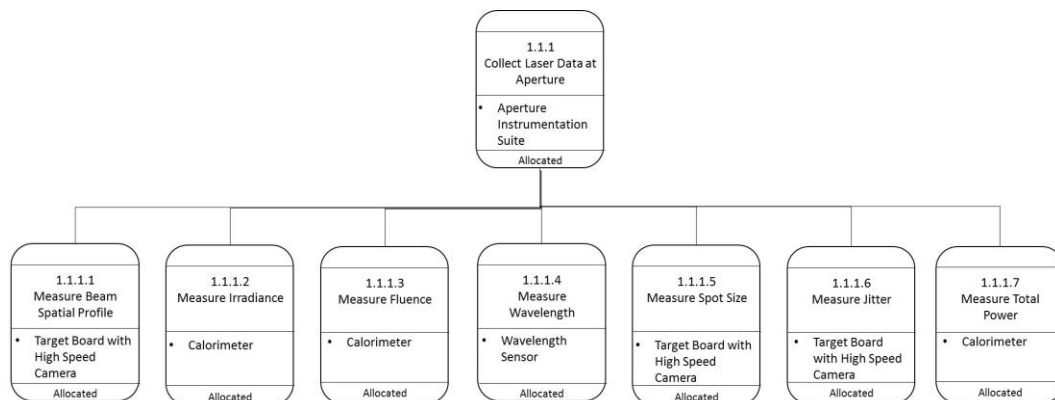 1.1.1
Collect Laser Data at
Aperture
• Aperture
Instrumentation
Suite
Allocated
1.1.1.1
Measure Beam
Spatial Profile
• Target Board with
High Speed
Camera
Allocated
1.1.1.2
Measure Irradiance
• Calorimeter
Allocated
1.1.1.3
Measure Fluence
• Calorimeter
Allocated
1.1.1.4
Measure
Wavelength
• Wavelength
Sensor
Allocated
1.1.1.5
Measure Spot Size
• Target Board with
High Speed
Camera
Allocated
1.1.1.6
Measure Jitter
• Target Board
with High Speed
Camera
Allocated
1.1.1.7
Measure Total
Power
• Calorimeter
Allocated